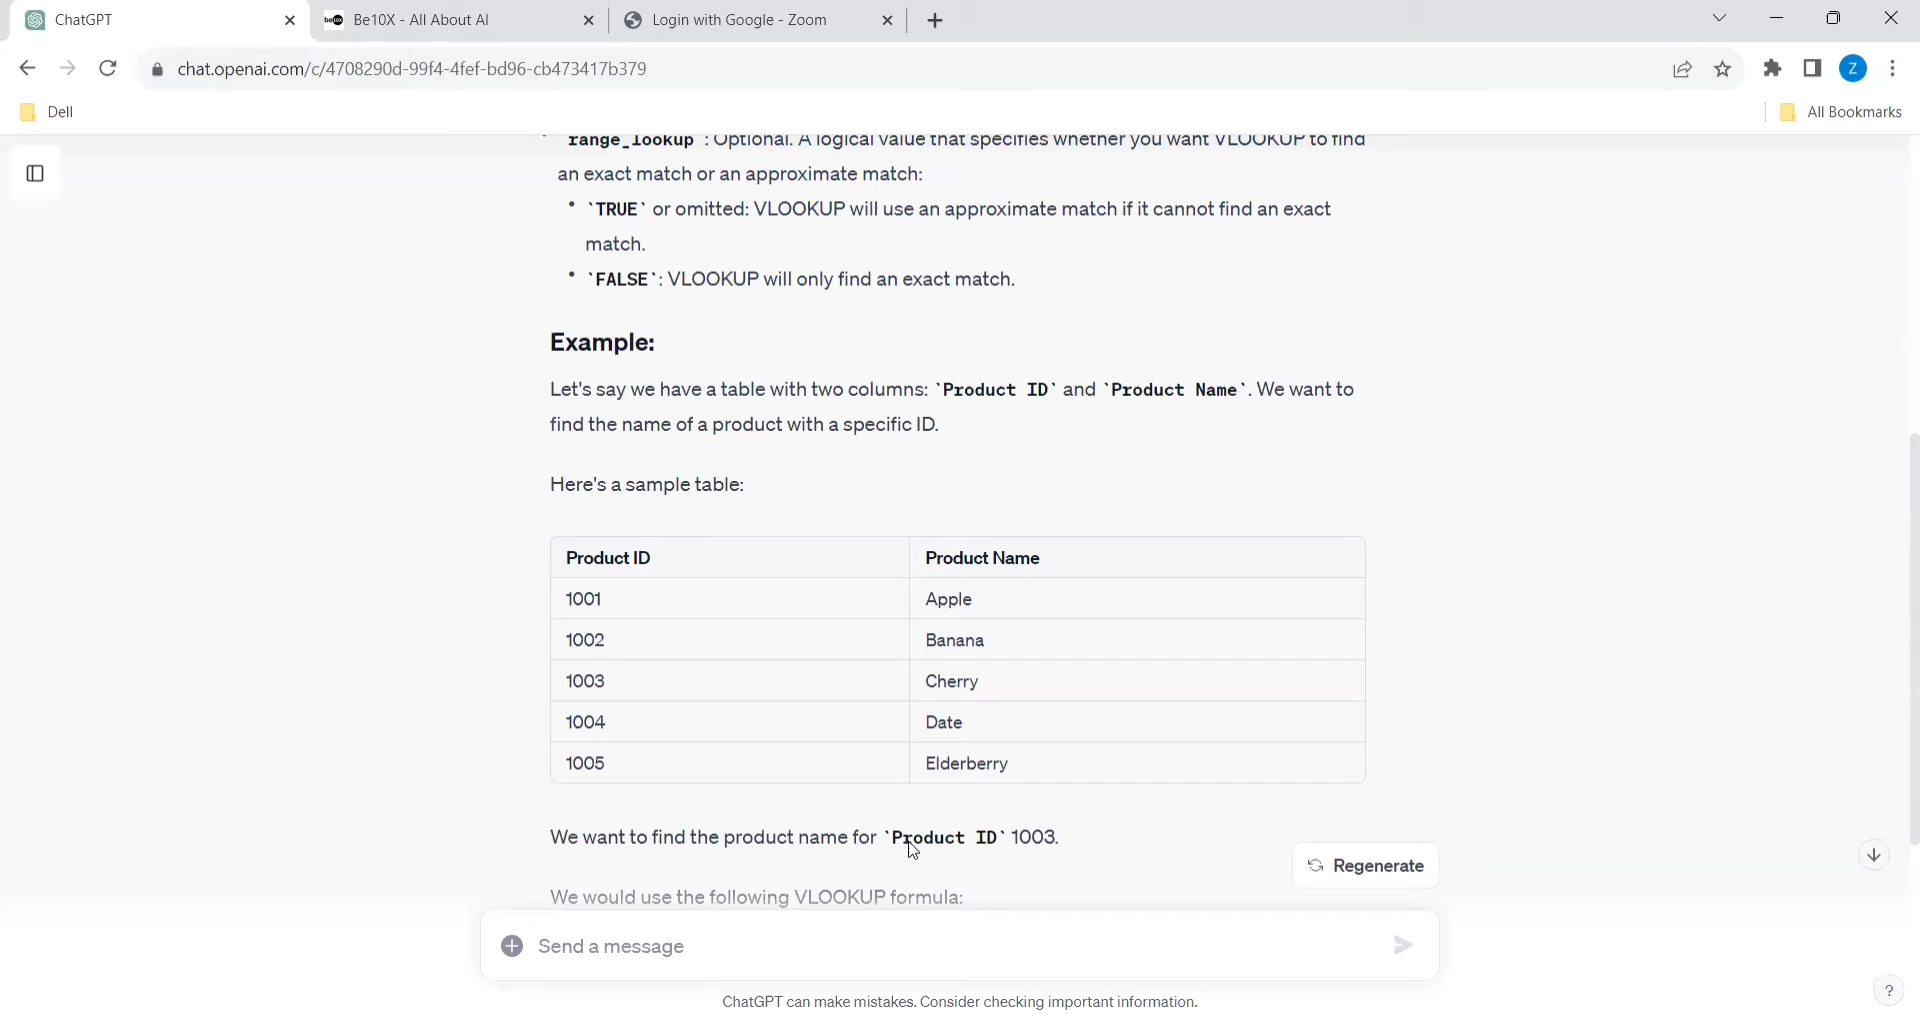 ChatGPT
Be10X - All About AI
Login with Google - Zoom
chat.openai.com/c/4708290d-99f4-4fef-bd96-cb473417b379
Z
Dell
All Bookmarks
`range_lookup`: Optional. A logical value that specifies whether you want VLOOKUP to find
an exact match or an approximate match:
• `TRUE` or omitted: VLOOKUP will use an approximate match if it cannot find an exact
match.
• `FALSE`: VLOOKUP will only find an exact match.
Example:
Let's say we have a table with two columns: `Product ID` and `Product Name`. We want to
find the name of a product with a specific ID.
Here's a sample table:
Product ID Product Name
1001 Apple
1002 Banana
1003 Cherry
1004 Date
1005 Elderberry
We want to find the product name for `Product ID` 1003.
Regenerate
We would use the following VLOOKUP formula:
Send a message
ChatGPT can make mistakes. Consider checking important information.
?